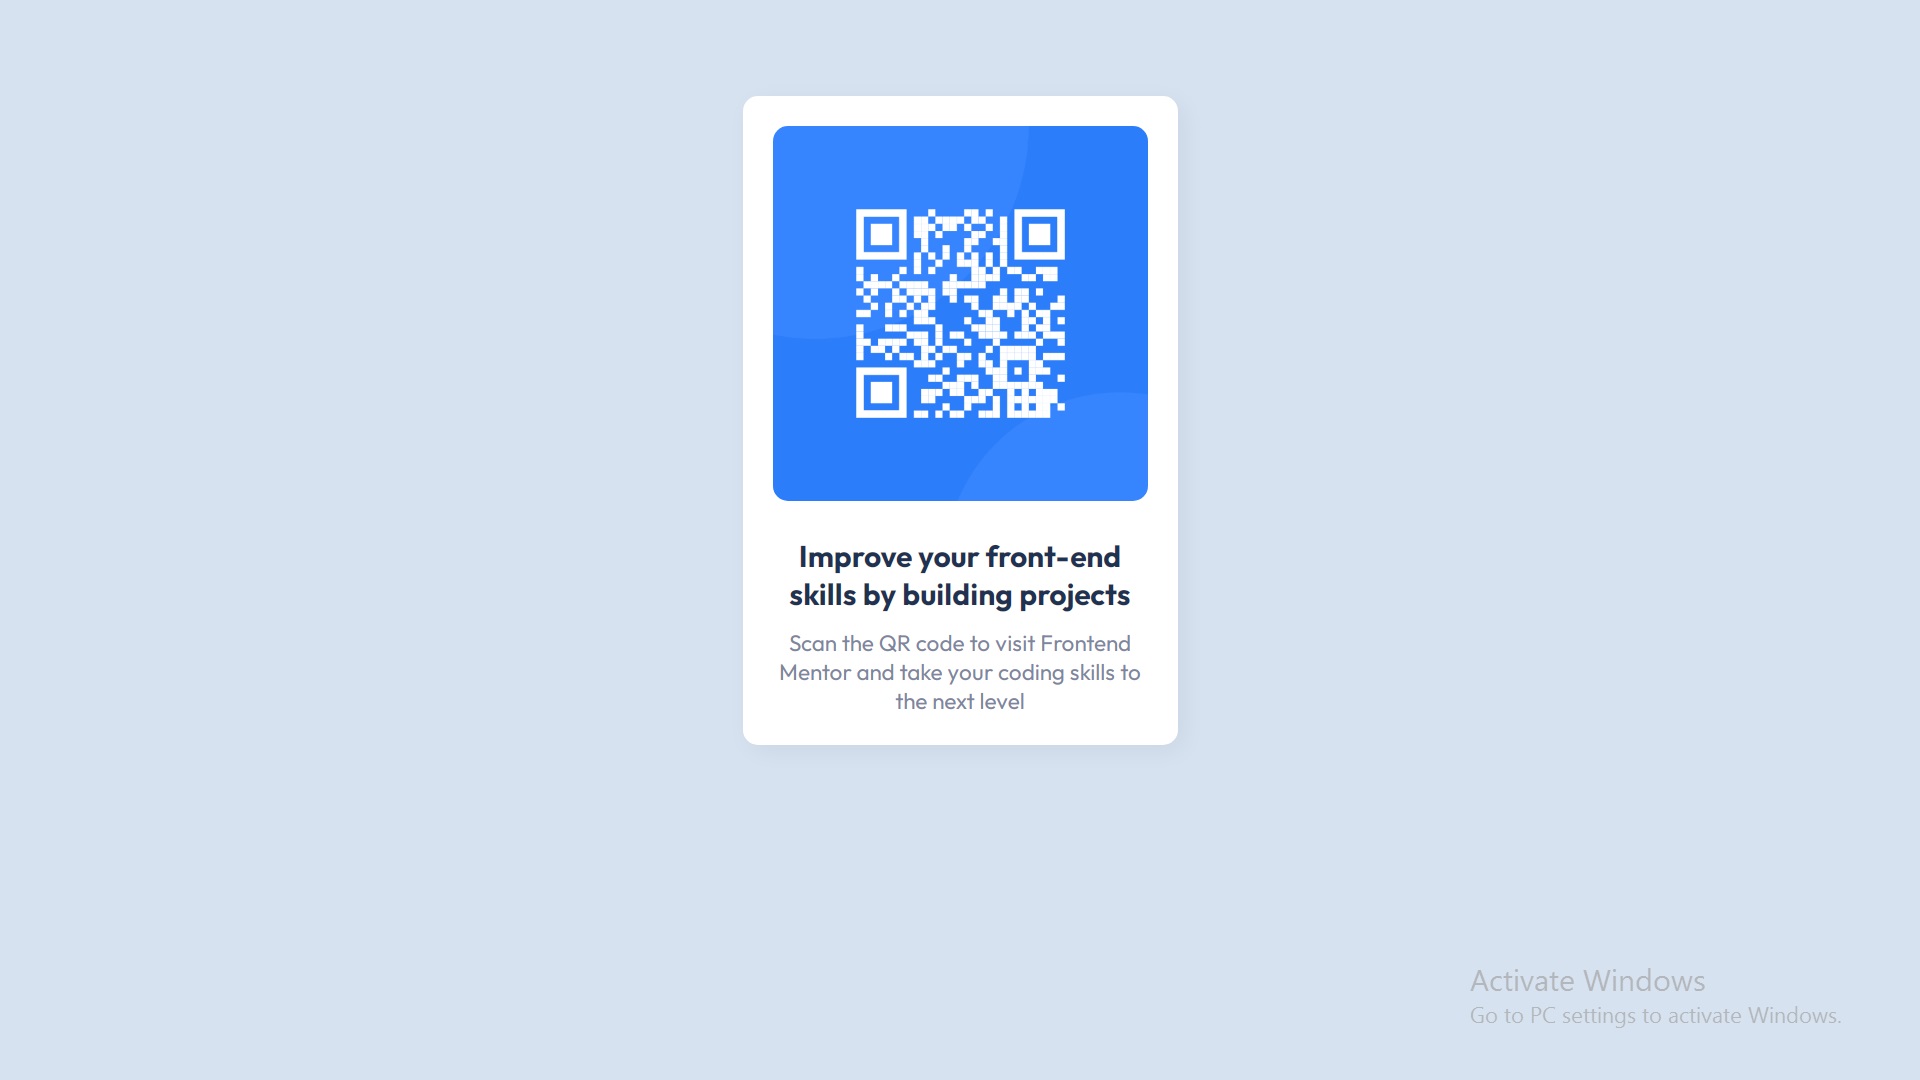 Improve your front-end
skills by building projects
Scan the QR code to visit Frontend
Mentor and take your coding skills to
the next level
Activate Windows
Go to PC settings to activate Windows.